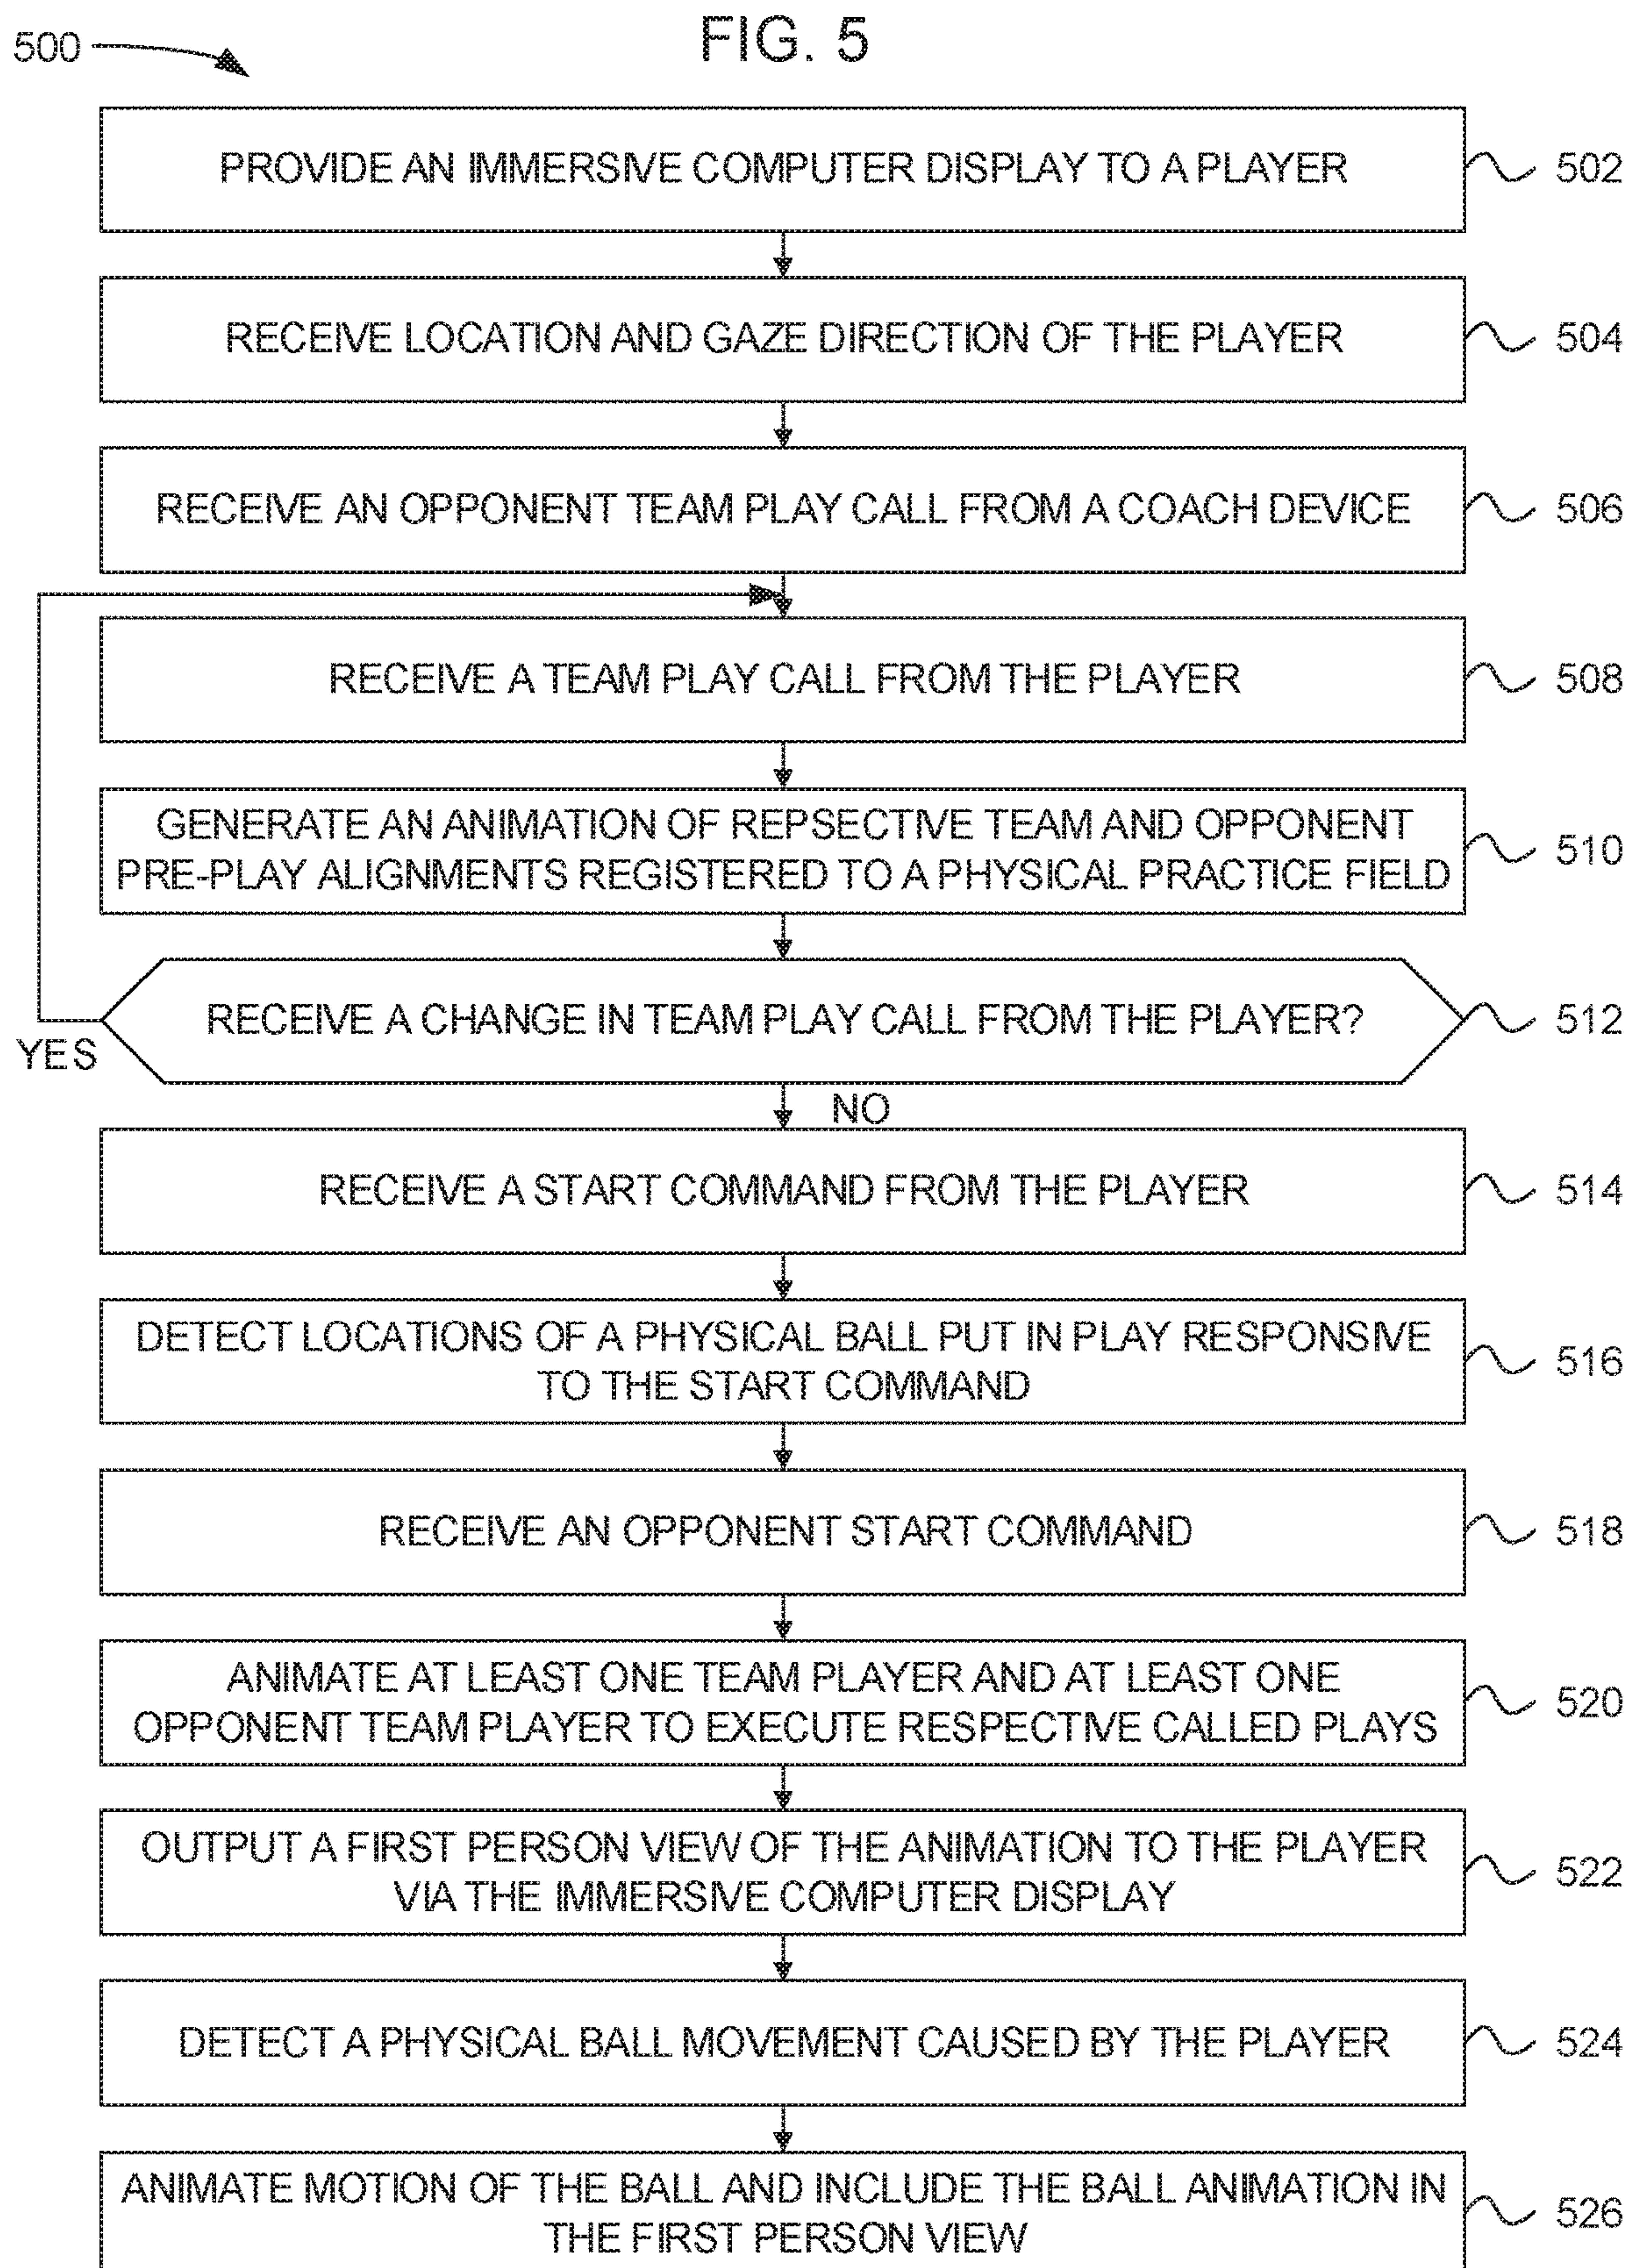 FIG. 5
500
PROVIDE AN IMMERSIVE COMPUTER DISPLAY TO A PLAYER
502
RECEIVE LOCATION AND GAZE DIRECTION OF THE PLAYER
504
RECEIVE AN OPPONENT TEAM PLAY CALL FROM A COACH DEVICE
506
RECEIVE A TEAM PLAY CALL FROM THE PLAYER
508
GENERATE AN ANIMATION OF REPSECTIVE TEAM AND OPPONENT
PRE-PLAY ALIGNMENTS REGISTERED TO A PHYSICAL PRACTICE FIELD
510
RECEIVE A CHANGE IN TEAM PLAY CALL FROM THE PLAYER?
512
YES
NO
RECEIVE A START COMMAND FROM THE PLAYER
514
DETECT LOCATIONS OF A PHYSICAL BALL PUT IN PLAY RESPONSIVE
TO THE START COMMAND
516
RECEIVE AN OPPONENT START COMMAND
518
ANIMATE AT LEAST ONE TEAM PLAYER AND AT LEAST ONE
OPPONENT TEAM PLAYER TO EXECUTE RESPECTIVE CALLED PLAYS
520
OUTPUT A FIRST PERSON VIEW OF THE ANIMATION TO THE PLAYER
VIA THE IMMERSIVE COMPUTER DISPLAY
522
DETECT A PHYSICAL BALL MOVEMENT CAUSED BY THE PLAYER
524
ANIMATE MOTION OF THE BALL AND INCLUDE THE BALL ANIMATION IN
THE FIRST PERSON VIEW
526